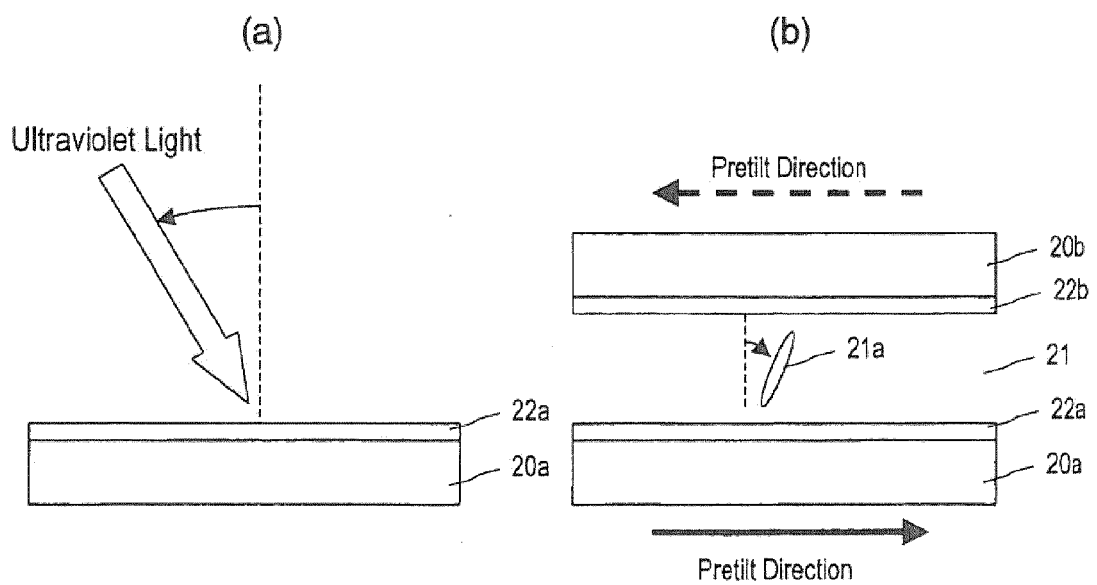 (a)
(b)
Ultraviolet Light
22a
20a
Pretilt Direction
20b
22b
21a
21
22a
20a
Pretilt Direction